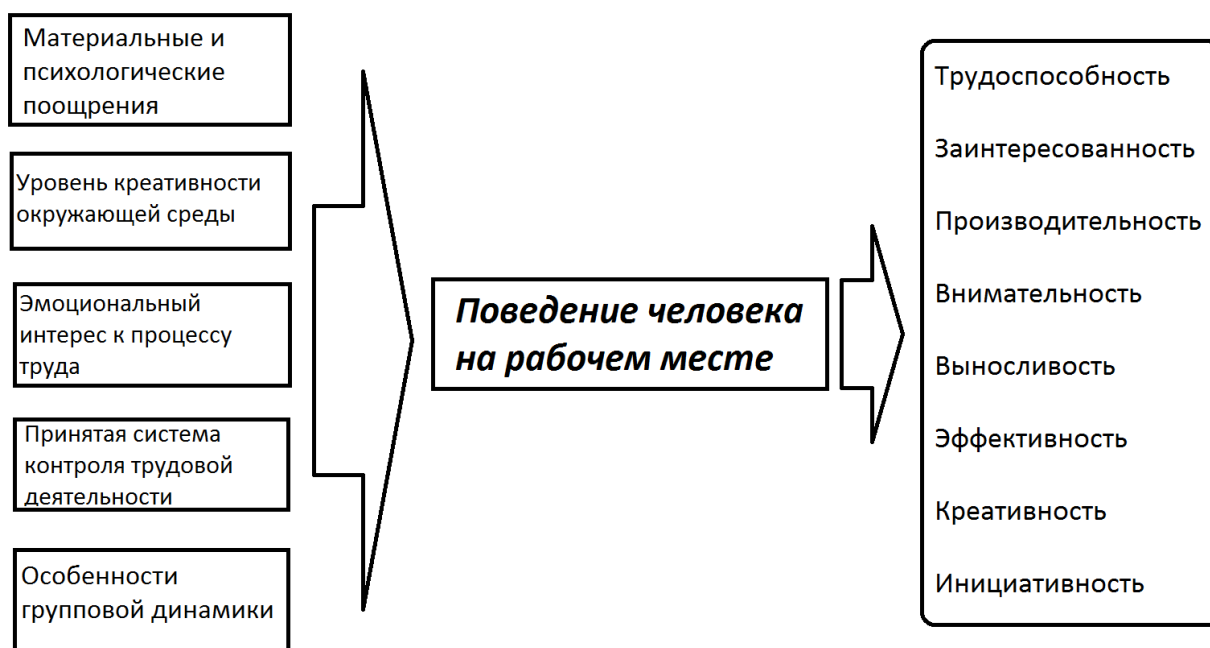 Материальные и
психологические
поощрения
Уровень креативности
окружающей среды
Эмоциональный
интерес к процессу
труда
Принятая система
контроля трудовой
деятельности
Особенности
групповой динамики
Поведение человека
на рабочем месте
Трудоспособность
Заинтересованность
Производительность
Внимательность
Выносливость
Эффективность
Креативность
Инициативность